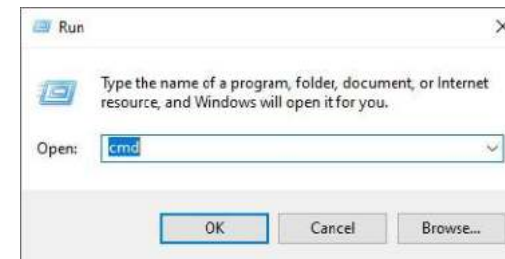 Run
Type the name of a program, folder, document, or Internet
resource, and Windows will open it for you.
Open: cmd
OK Cancel Browse...